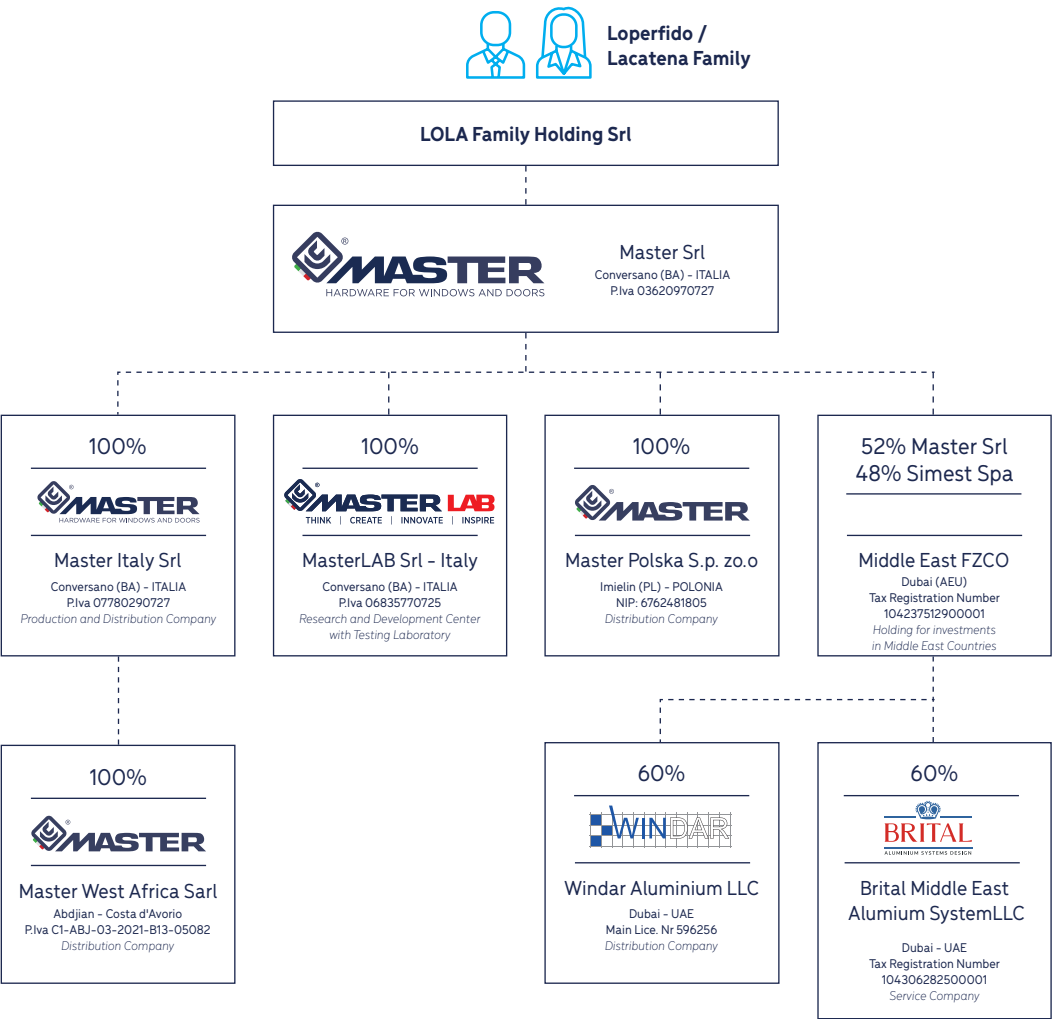 Loperfido /
Lacatena Family
LOLA Family Holding Srl
®
MASTER
HARDWARE FOR WINDOWS AND DOORS
Master Srl
Conversano (BA) - ITALIA
P.Iva 03620970727
100%
®
MASTER
HARDWARE FOR WINDOWS AND DOORS
Master Italy Srl
Conversano (BA) - ITALIA
P.Iva 07780290727
Production and Distribution Company
100%
®
MASTER LAB
THINK | CREATE | INNOVATE | INSPIRE
MasterLAB Srl - Italy
Conversano (BA) - ITALIA
P.Iva 06835770725
Research and Development Center
with Testing Laboratory
100%
®
MASTER
Master Polska S.p. zo.o
Imielin (PL) - POLONIA
NIP: 6762481805
Distribution Company
52% Master Srl
48% Simest Spa
Middle East FZCO
Dubai (AEU)
Tax Registration Number
104237512900001
Holding for investments
in Middle East Countries
100%
®
MASTER
Master West Africa Sarl
Abdjian - Costa d'Avorio
P.Iva C1-ABJ-03-2021-B13-05082
Distribution Company
60%
WINDAR
Windar Aluminium LLC
Dubai - UAE
Main Lice. Nr 596256
Distribution Company
60%
BRITAL
ALUMINIUM SYSTEMS DESIGN
Brital Middle East
Alumium SystemLLC
Dubai - UAE
Tax Registration Number
104306282500001
Service Company